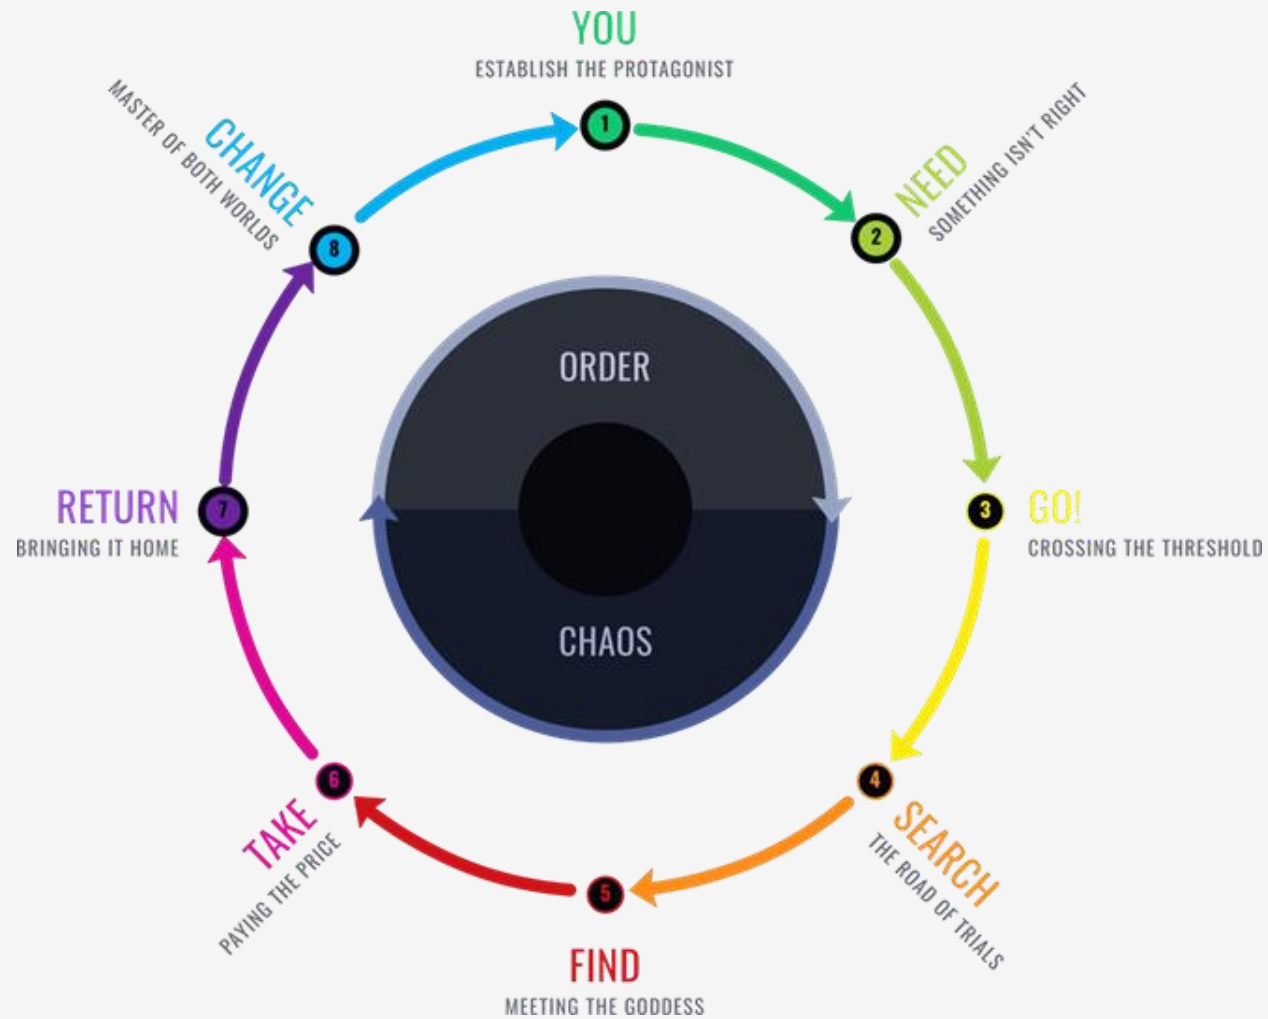 YOU
ESTABLISH THE PROTAGONIST
1
NEED
SOMETHING ISN'T RIGHT
2
GO!
CROSSING THE THRESHOLD
3
SEARCH
THE ROAD OF TRIALS
4
FIND
MEETING THE GODDESS
5
TAKE
PAYING THE PRICE
6
RETURN
BRINGING IT HOME
7
CHANGE
MASTER OF BOTH WORLDS
8
ORDER
CHAOS